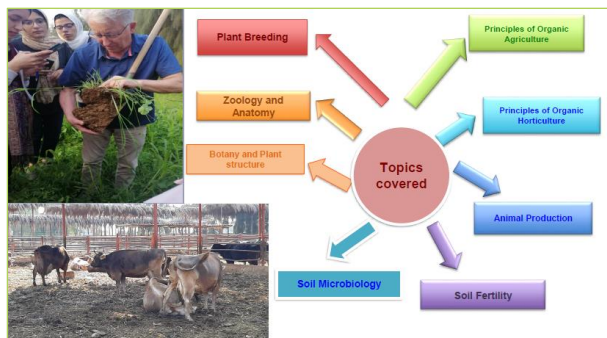 Plant Breeding
Principles of Organic
Agriculture
Zoology and
Anatomy
Principles of Organic
Horticulture
Botany and Plant
structure
Topics
covered
Animal Production
Soil Microbiology
Soil Fertility